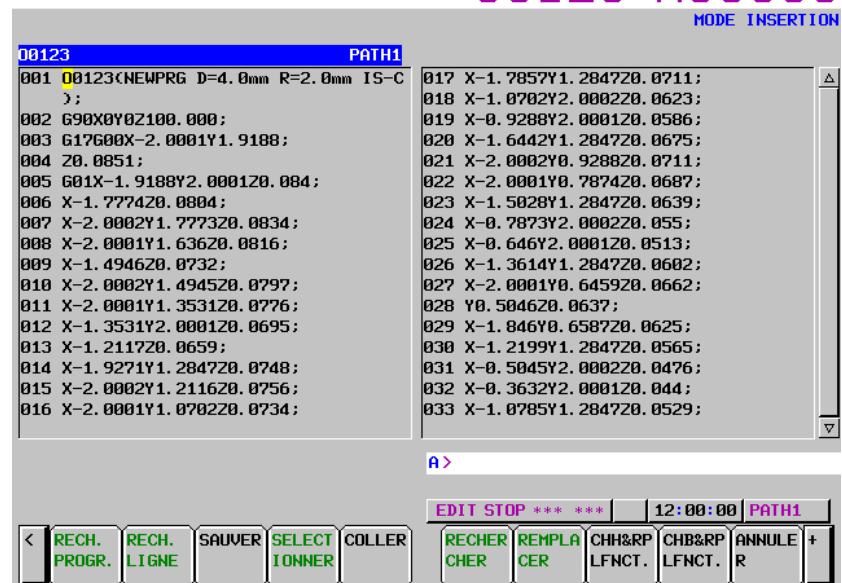 MODE INSERTION
O0123 PATH1
001 O0123(NEWPRG D=4.0mm R=2.0mm IS-C
);
002 G90X0Y0Z100.000;
003 G17G00X-2.0001Y1.9188;
004 Z0.0851;
005 G01X-1.9188Y2.0001Z0.084;
006 X-1.7774Z0.0804;
007 X-2.0002Y1.7773Z0.0834;
008 X-2.0001Y1.636Z0.0816;
009 X-1.4946Z0.0732;
010 X-2.0002Y1.4945Z0.0797;
011 X-2.0001Y1.3531Z0.0776;
012 X-1.3531Y2.0001Z0.0695;
013 X-1.2117Z0.0659;
014 X-1.9271Y1.2847Z0.0748;
015 X-2.0002Y1.2116Z0.0756;
016 X-2.0001Y1.0702Z0.0734;
017 X-1.7857Y1.2847Z0.0711;
018 X-1.0702Y2.0002Z0.0623;
019 X-0.9288Y2.0001Z0.0586;
020 X-1.6442Y1.2847Z0.0675;
021 X-2.0002Y0.9288Z0.0711;
022 X-2.0001Y0.7874Z0.0687;
023 X-1.5028Y1.2847Z0.0639;
024 X-0.7873Y2.0002Z0.055;
025 X-0.646Y2.0001Z0.0513;
026 X-1.3614Y1.2847Z0.0602;
027 X-2.0001Y0.6459Z0.0662;
028 Y0.5046Z0.0637;
029 X-1.846Y0.6587Z0.0625;
030 X-1.2199Y1.2847Z0.0565;
031 X-0.5045Y2.0002Z0.0476;
032 X-0.3632Y2.0001Z0.044;
033 X-1.0785Y1.2847Z0.0529;
A>
EDIT STOP *** *** 12:00:00 PATH1
< RECH. RECH. SAUVER SELECT COLLER RECHER REMPLA CHH&RP CHB&RP ANNULE +
PROGR. LIGNE IONNER CHER CER LFNCT. LFNCT. R